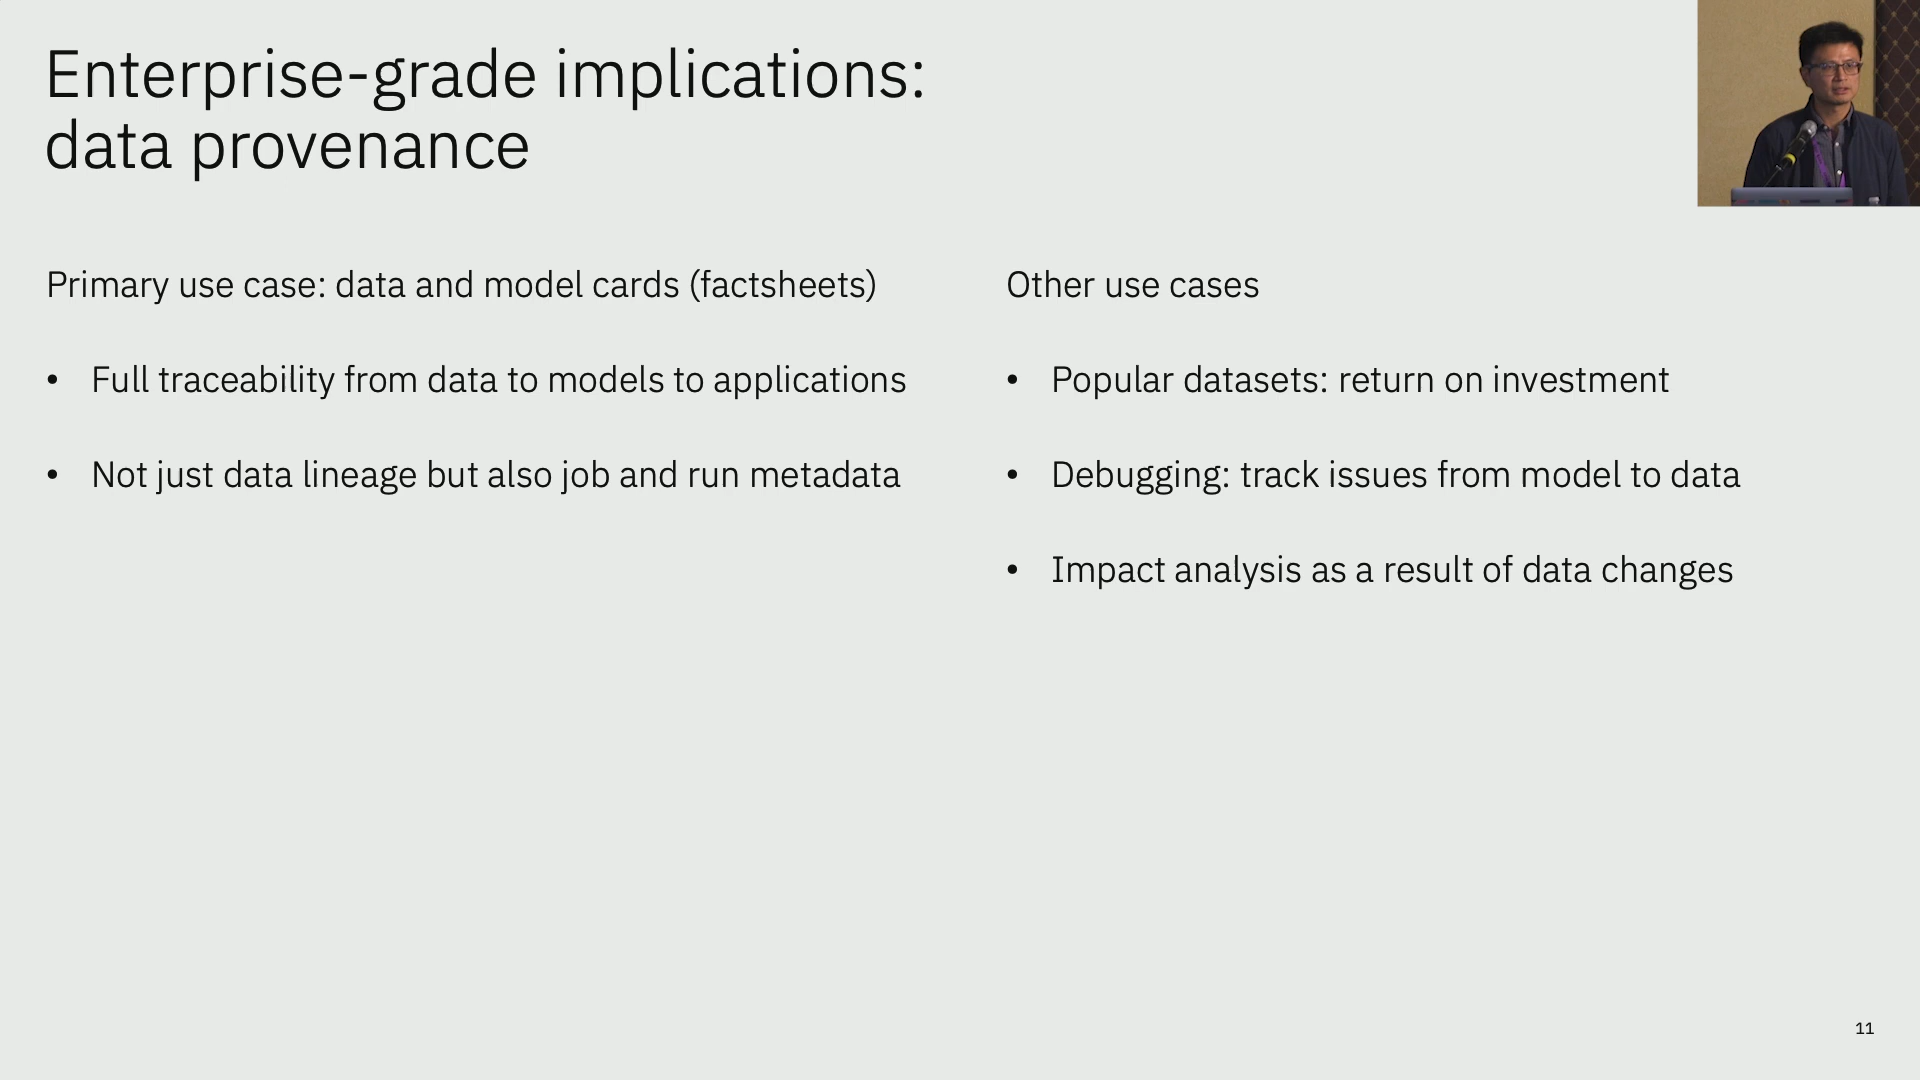 Enterprise-grade implications:
data provenance
Primary use case: data and model cards (factsheets)
• Full traceability from data to models to applications
• Not just data lineage but also job and run metadata
Other use cases
• Popular datasets: return on investment
• Debugging: track issues from model to data
• Impact analysis as a result of data changes
11